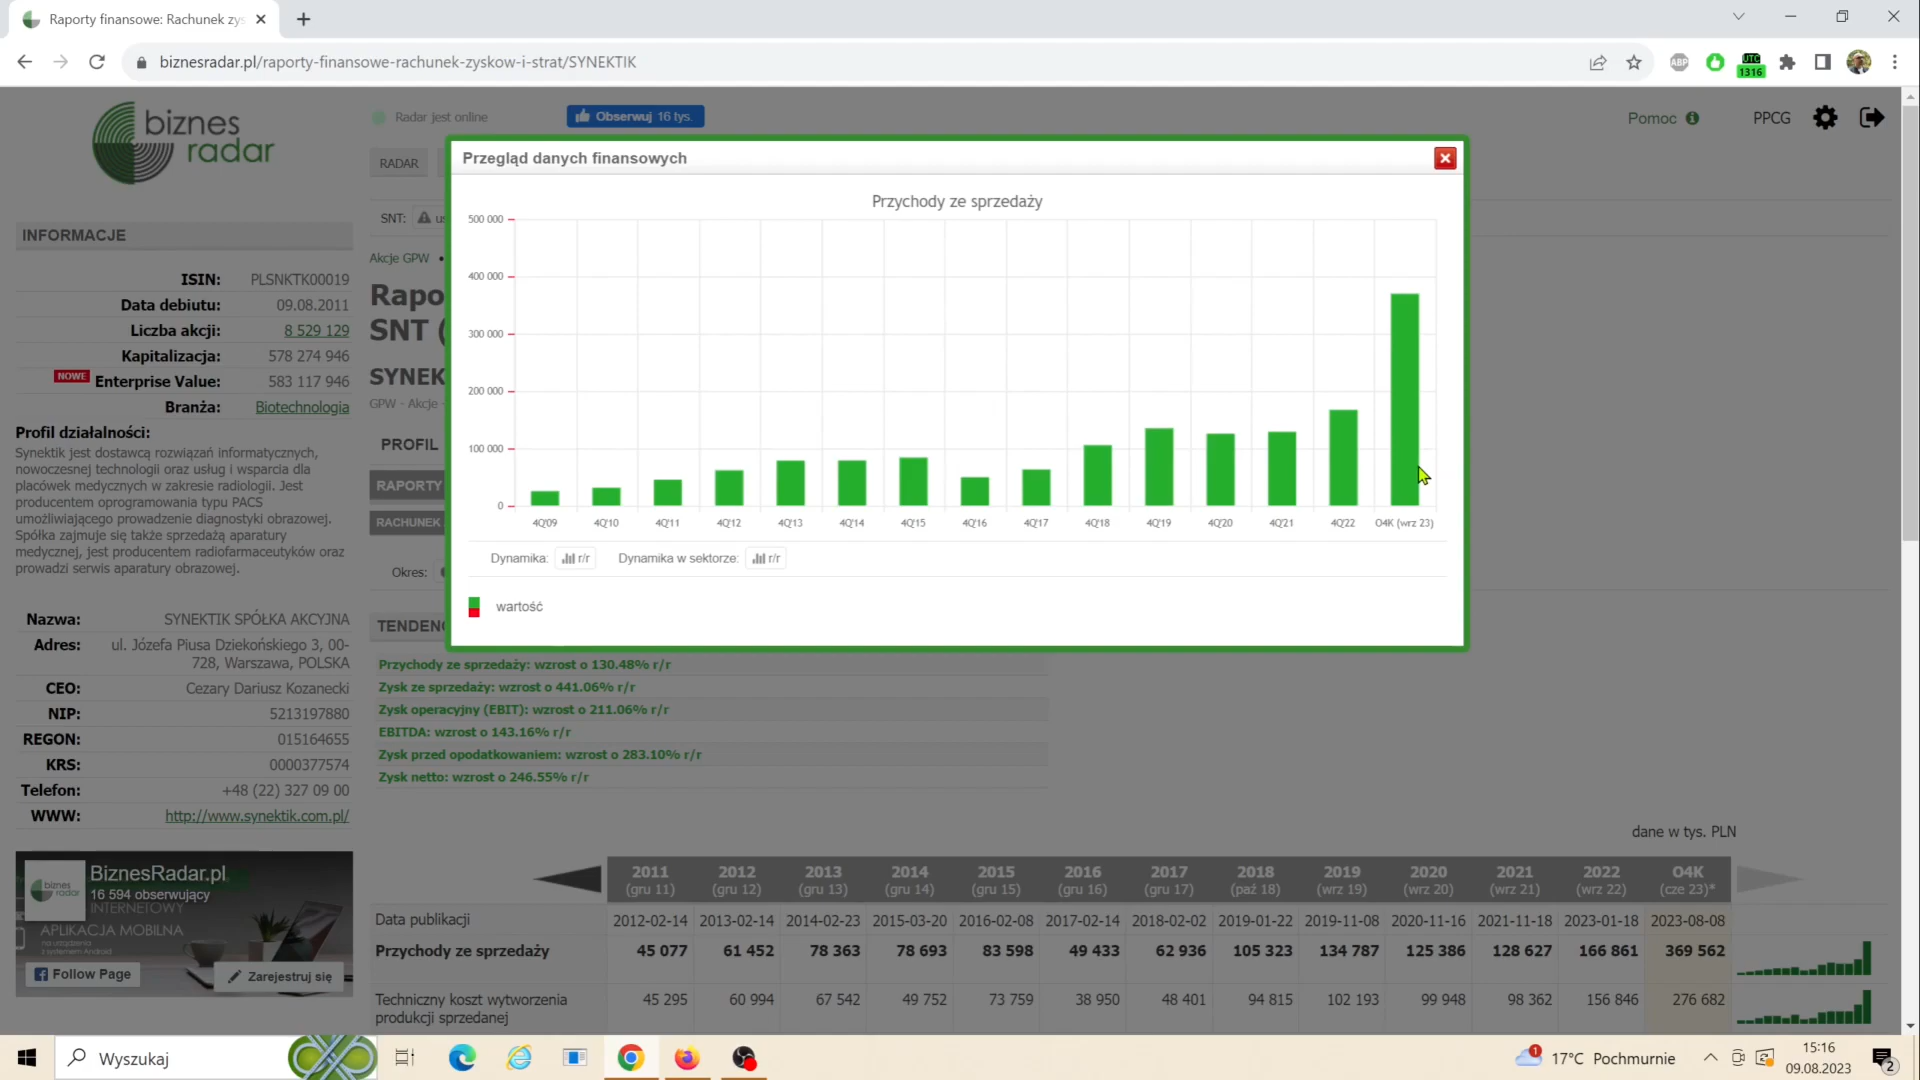 Raporty finansowe: Rachunek zys
biznesradar.pl/raporty-finansowe-rachunek-zyskow-i-strat/SYNEKTIK
ABP
UTC
1316
biznes
radar
Radar jest online
Obserwuj 16 tys.
Pomoc
PPCG
RADAR
Przegląd danych finansowych
SNT:
Przychody ze sprzedaży
500 000
400 000
300 000
200 000
100 000
0
4Q'09
4Q'10
4Q'11
4Q'12
4Q'13
4Q'14
4Q'15
4Q'16
4Q'17
4Q'18
4Q'19
4Q'20
4Q'21
4Q'22
O4K (wrz 23)
Dynamika: r/r
Dynamika w sektorze: r/r
wartość
INFORMACJE
ISIN: PLSNKTK00019
Data debiutu: 09.08.2011
Liczba akcji: 8 529 129
Kapitalizacja: 578 274 946
NOWE Enterprise Value: 583 117 946
Branża: Biotechnologia
Profil działalności:
Synektik jest dostawcą rozwiązań informatycznych,
nowoczesnej technologii oraz usług i wsparcia dla
placówek medycznych w zakresie radiologii. Jest
producentem oprogramowania typu PACS
umożliwiającego prowadzenie diagnostyki obrazowej.
Spółka zajmuje się także sprzedażą aparatury
medycznej, jest producentem radiofarmaceutyków oraz
prowadzi serwis aparatury obrazowej.
Nazwa: SYNEKTIK SPÓŁKA AKCYJNA
Adres: ul. Józefa Piusa Dziekońskiego 3, 00-
728, Warszawa, POLSKA
CEO: Cezary Dariusz Kozanecki
NIP: 5213197880
REGON: 015164655
KRS: 0000377574
Telefon: +48 (22) 327 09 00
WWW: http://www.synektik.com.pl/
BiznesRadar.pl
16 594 obserwujący
INTERNETOWY
APLIKACJA MOBILNA
Follow Page
Zarejestruj się
Akcje GPW •
Rapo
SNT (
SYNEK
GPW - Akcje -
PROFIL
RAPORTY
RACHUNEK
Okres:
TENDEN
Przychody ze sprzedaży: wzrost o 130.48% r/r
Zysk ze sprzedaży: wzrost o 441.06% r/r
Zysk operacyjny (EBIT): wzrost o 211.06% r/r
EBITDA: wzrost o 143.16% r/r
Zysk przed opodatkowaniem: wzrost o 283.10% r/r
Zysk netto: wzrost o 246.55% r/r
dane w tys. PLN
2011 2012 2013 2014 2015 2016 2017 2018 2019 2020 2021 2022 O4K
(gru 11) (gru 12) (gru 13) (gru 14) (gru 15) (gru 16) (gru 17) (paź 18) (wrz 19) (wrz 20) (wrz 21) (wrz 22) (cze 23)*
Data publikacji 2012-02-14 2013-02-14 2014-02-23 2015-03-20 2016-02-08 2017-02-14 2018-02-02 2019-01-22 2019-11-08 2020-11-16 2021-11-18 2023-01-18 2023-08-08
Przychody ze sprzedaży 45 077 61 452 78 363 78 693 83 598 49 433 62 936 105 323 134 787 125 386 128 627 166 861 369 562
Techniczny koszt wytworzenia 45 295 60 994 67 542 49 752 73 759 38 950 48 401 94 815 102 193 99 948 98 362 156 846 276 682
produkcji sprzedanej
Wyszukaj
1
17°C Pochmurnie
15:16
09.08.2023
2